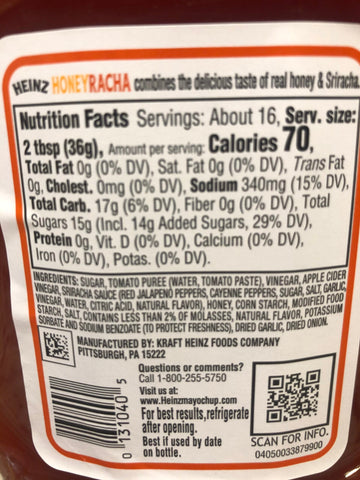 HEINZ HONEYRACHA combines the delicious taste of real honey & Sriracha.
Nutrition Facts Servings: About 16, Serv. size:
2 tbsp (36g), Amount per serving: Calories 70,
Total Fat 0g (0% DV), Sat. Fat 0g (0% DV), Trans Fat
0g, Cholest. 0mg (0% DV), Sodium 340mg (15% DV),
Total Carb. 17g (6% DV), Fiber 0g (0% DV), Total
Sugars 15g (Incl. 14g Added Sugars, 29% DV),
Protein 0g, Vit. D (0% DV), Calcium (0% DV),
Iron (0% DV), Potas. (0% DV).
INGREDIENTS: SUGAR, TOMATO PUREE (WATER, TOMATO PASTE), VINEGAR, APPLE CIDER
VINEGAR, SRIRACHA SAUCE (RED JALAPENO PEPPERS, CAYENNE PEPPERS, SUGAR, SALT, GARLIC,
VINEGAR, WATER, CITRIC ACID, NATURAL FLAVOR), HONEY, CORN STARCH, MODIFIED FOOD
STARCH, SALT, CONTAINS LESS THAN 2% OF MOLASSES, NATURAL FLAVOR, POTASSIUM
SORBATE AND SODIUM BENZOATE (TO PROTECT FRESHNESS), DRIED GARLIC, DRIED ONION.
MANUFACTURED BY: KRAFT HEINZ FOODS COMPANY
PITTSBURGH, PA 15222
Questions or comments?
Call 1-800-255-5750
Visit us at:
www.Heinzmayochup.com
For best results, refrigerate
after opening.
Best if used by date
on bottle.
0 131040 5
SCAN FOR INFO.
04050033879900